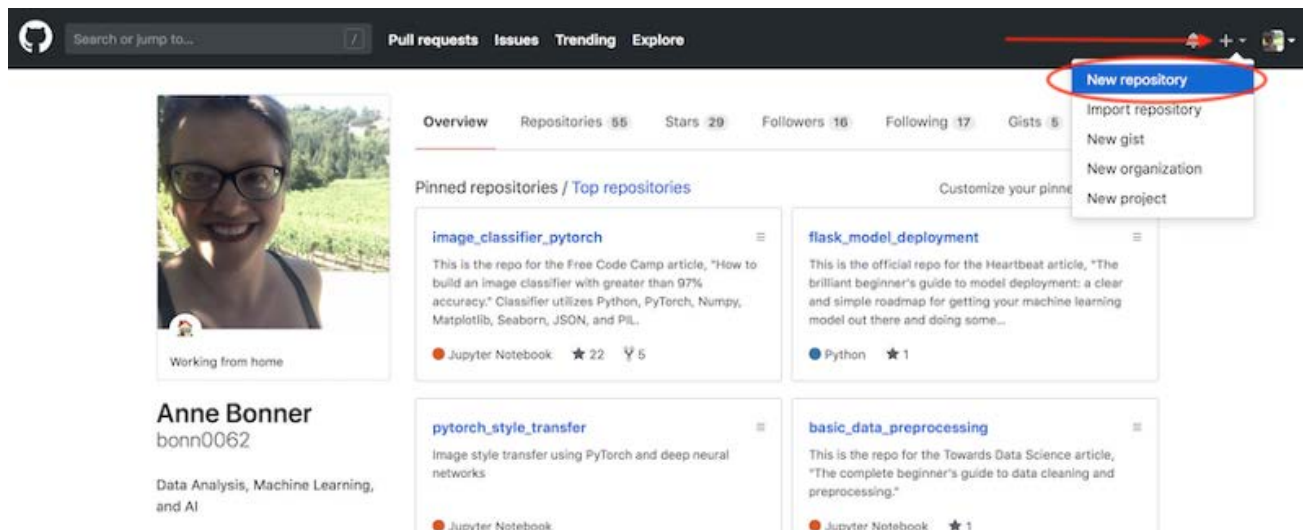 Search or jump to... /
Pull requests Issues Trending Explore
New repository
Import repository
New gist
New organization
New project
Overview Repositories 55 Stars 29 Followers 16 Following 17 Gists 5
Pinned repositories / Top repositories
Customize your pinne
image_classifier_pytorch
This is the repo for the Free Code Camp article, "How to
build an image classifier with greater than 97%
accuracy." Classifier utilizes Python, PyTorch, Numpy,
Matplotlib, Seaborn, JSON, and PIL.
Jupyter Notebook 22 5
flask_model_deployment
This is the official repo for the Heartbeat article, "The
brilliant beginner's guide to model deployment: a clear
and simple roadmap for getting your machine learning
model out there and doing some...
Python 1
Working from home
Anne Bonner
bonn0062
Data Analysis, Machine Learning,
and AI
pytorch_style_transfer
Image style transfer using PyTorch and deep neural
networks
Jupyter Notebook
basic_data_preprocessing
This is the repo for the Towards Data Science article,
"The complete beginner's guide to data cleaning and
preprocessing."
Jupyter Notebook 1